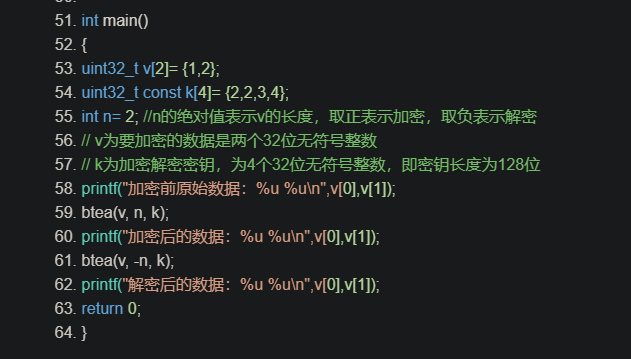 51. int main()
52. {
53. uint32_t v[2]= {1,2};
54. uint32_t const k[4]= {2,2,3,4};
55. int n= 2; //n的绝对值表示v的长度，取正表示加密，取负表示解密
56. // v为要加密的数据是两个32位无符号整数
57. // k为加密解密密钥，为4个32位无符号整数，即密钥长度为128位
58. printf("加密前原始数据：%u %u\n",v[0],v[1]);
59. btea(v, n, k);
60. printf("加密后的数据：%u %u\n",v[0],v[1]);
61. btea(v, -n, k);
62. printf("解密后的数据：%u %u\n",v[0],v[1]);
63. return 0;
64. }